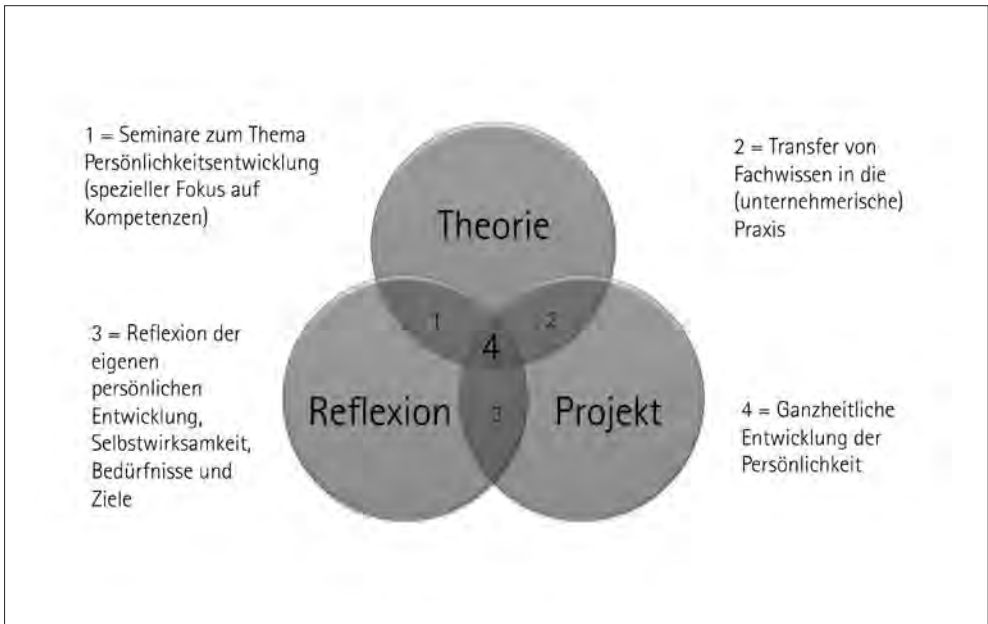 1 = Seminare zum Thema
Persönlichkeitsentwicklung
(spezieller Fokus auf
Kompetenzen)
2 = Transfer von
Fachwissen in die
(unternehmerische)
Praxis
Theorie
1
2
4
3 = Reflexion der
eigenen
persönlichen
Entwicklung,
Selbstwirksamkeit,
Bedürfnisse und
Ziele
Reflexion
3
Projekt
4 = Ganzheitliche
Entwicklung der
Persönlichkeit